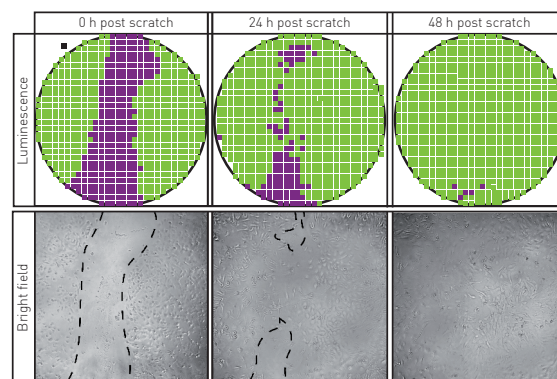 0 h post scratch
24 h post scratch
48 h post scratch
Luminescence
Bright field